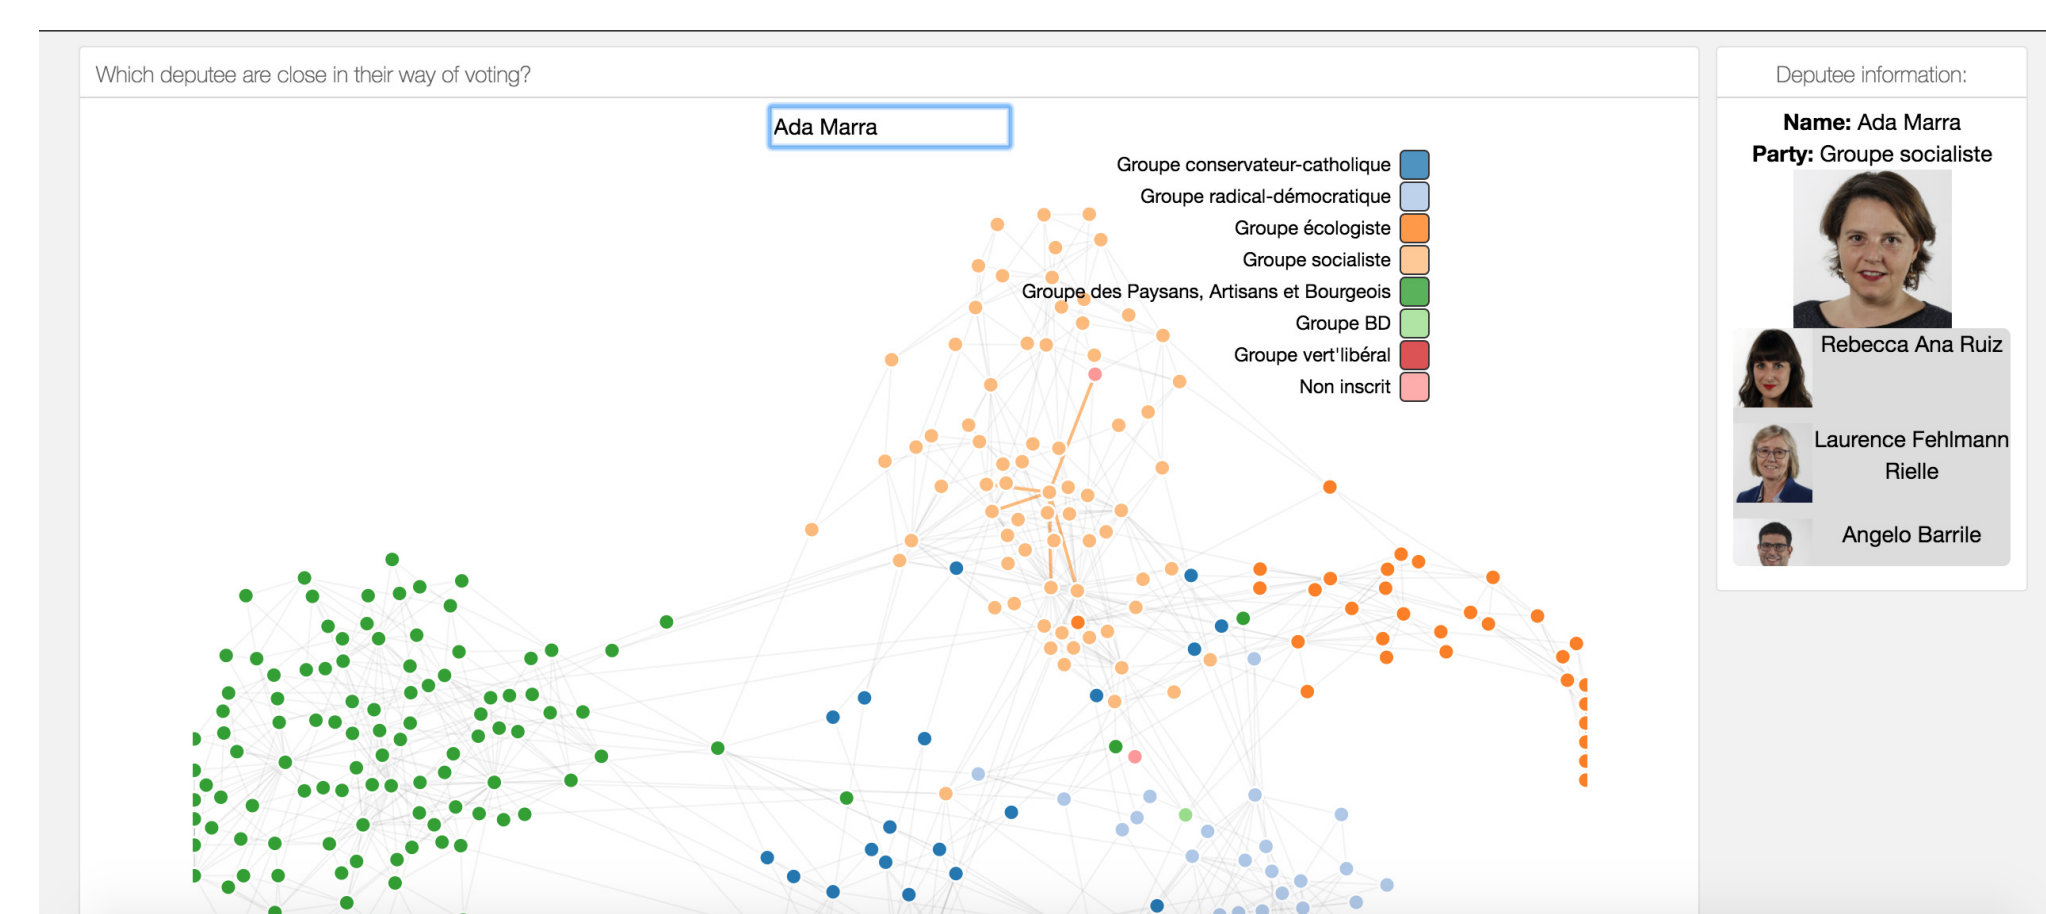 Which deputee are close in their way of voting?
Ada Marra
Groupe conservateur-catholique
Groupe radical-démocratique
Groupe écologiste
Groupe socialiste
Groupe des Paysans, Artisans et Bourgeois
Groupe BD
Groupe vert'libéral
Non inscrit
Deputee information:
Name: Ada Marra
Party: Groupe socialiste
Rebecca Ana Ruiz
Laurence Fehlmann
Rielle
Angelo Barrile